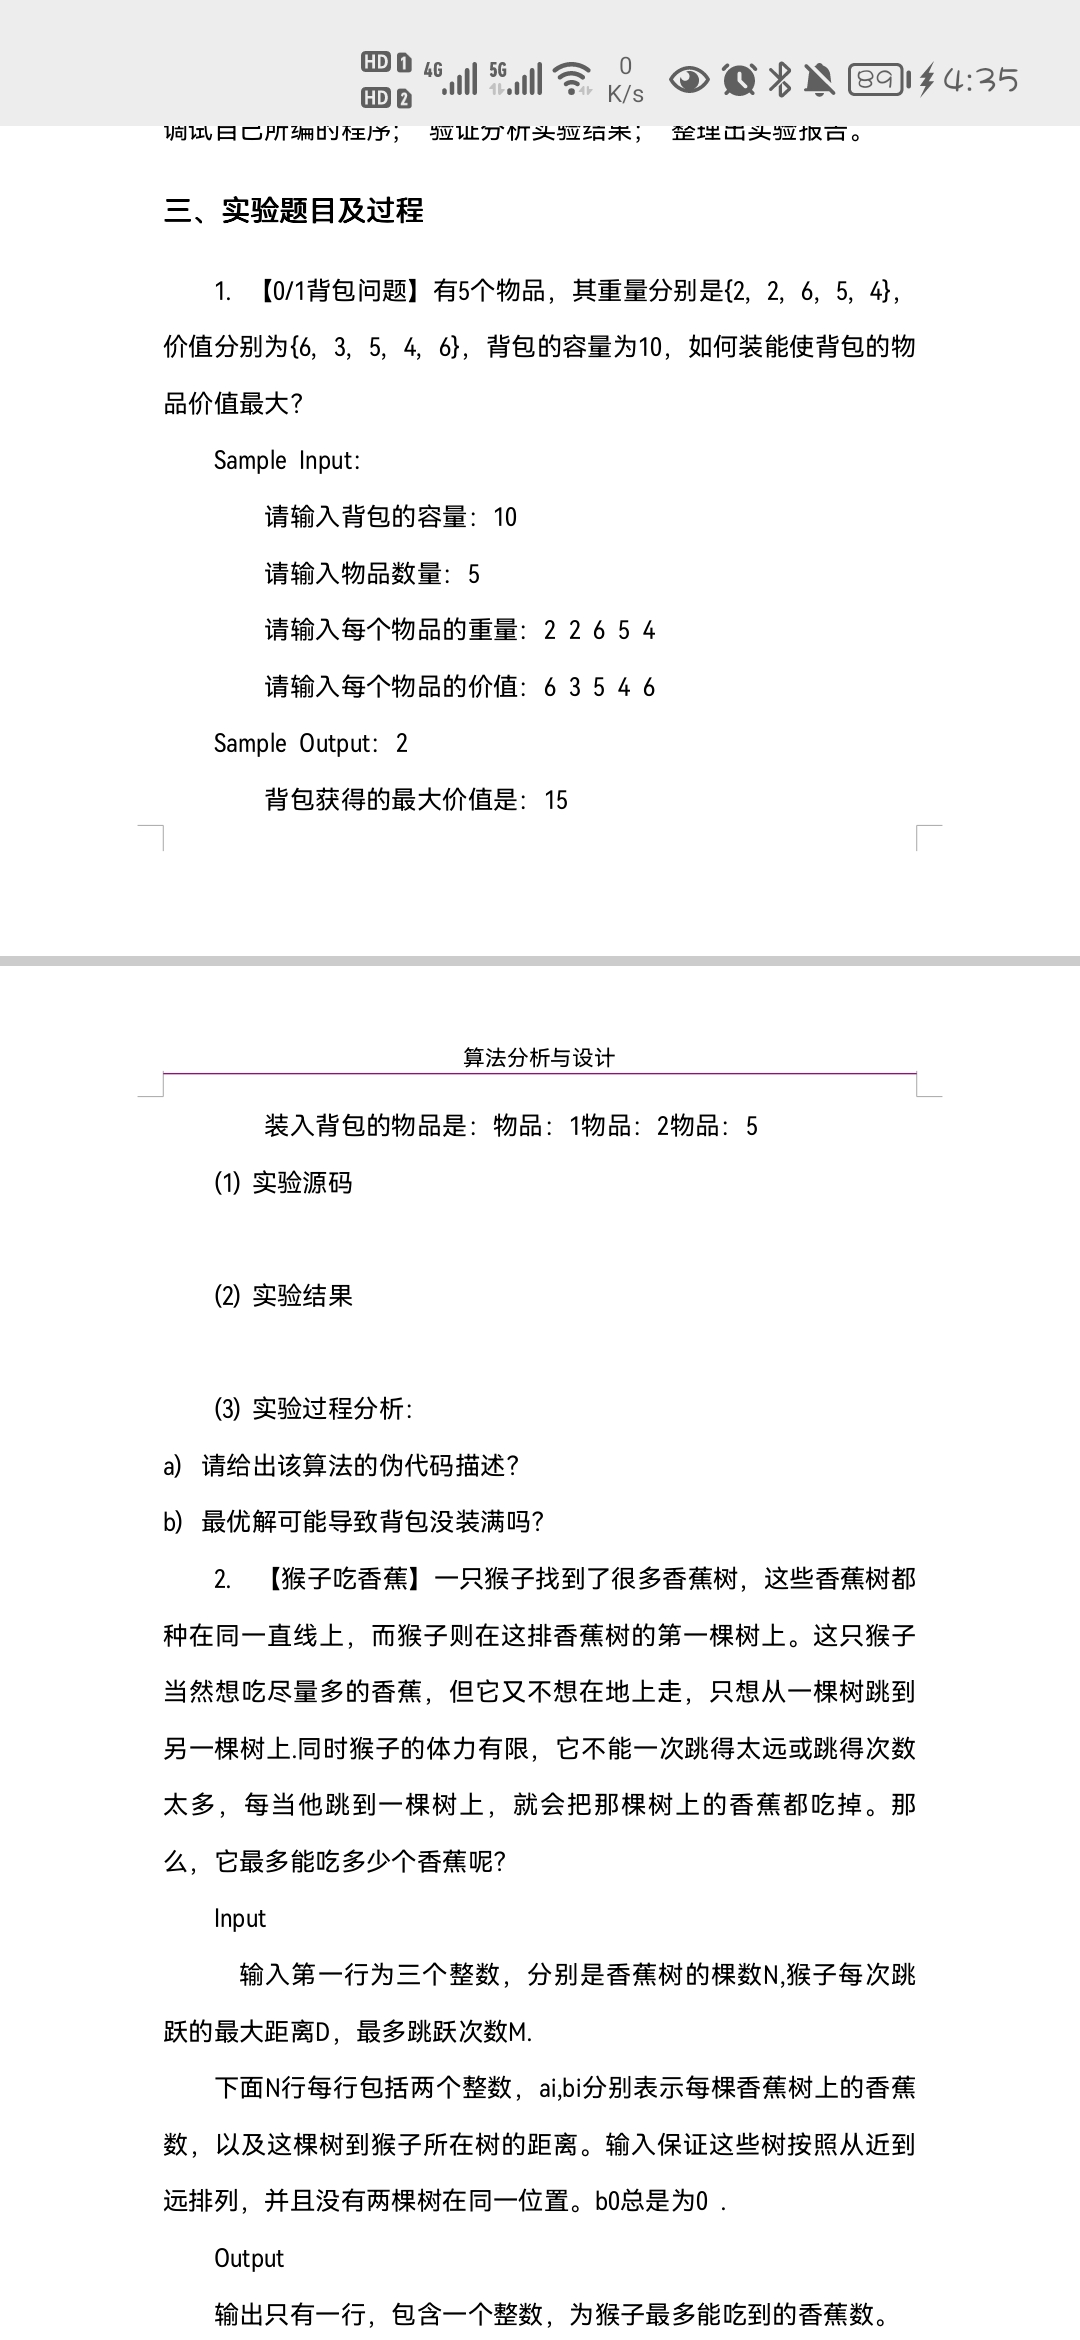 HD 1 4G 5G 0 89 4:35
HD 2 K/s
调试自己所编的程序； 验证分析实验结果； 整理出实验报告。
三、实验题目及过程
1. 【0/1背包问题】有5个物品，其重量分别是{2，2，6，5，4}，
价值分别为{6，3，5，4，6}，背包的容量为10，如何装能使背包的物
品价值最大？
Sample Input：
请输入背包的容量：10
请输入物品数量：5
请输入每个物品的重量：2 2 6 5 4
请输入每个物品的价值：6 3 5 4 6
Sample Output：2
背包获得的最大价值是：15
算法分析与设计
装入背包的物品是：物品：1物品：2物品：5
(1) 实验源码
(2) 实验结果
(3) 实验过程分析：
a) 请给出该算法的伪代码描述？
b) 最优解可能导致背包没装满吗？
2. 【猴子吃香蕉】一只猴子找到了很多香蕉树，这些香蕉树都
种在同一直线上，而猴子则在这排香蕉树的第一棵树上。这只猴子
当然想吃尽量多的香蕉，但它又不想在地上走，只想从一棵树跳到
另一棵树上.同时猴子的体力有限，它不能一次跳得太远或跳得次数
太多，每当他跳到一棵树上，就会把那棵树上的香蕉都吃掉。那
么，它最多能吃多少个香蕉呢？
Input
输入第一行为三个整数，分别是香蕉树的棵数N,猴子每次跳
跃的最大距离D，最多跳跃次数M.
下面N行每行包括两个整数，ai,bi分别表示每棵香蕉树上的香蕉
数，以及这棵树到猴子所在树的距离。输入保证这些树按照从近到
远排列，并且没有两棵树在同一位置。b0总是为0 .
Output
输出只有一行，包含一个整数，为猴子最多能吃到的香蕉数。